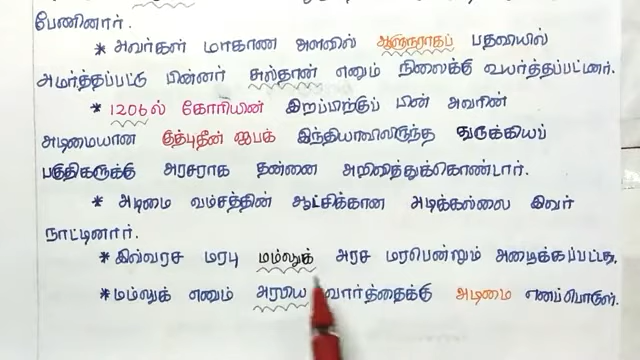 பேணினார்.
* அவர்கள் மாகாண அளவில் ஆளுநராகப் பதவியில்
அமர்த்தப்பட்டு பின்னர் சுல்தான் எனும் நிலைக்கு உயர்த்தப்பட்டனர்.
* 1206ல் கோரியின் இறப்பிற்குப் பின் அவரின்
அடிமையான குத்புதீன் ஐபக் இந்தியாவிலிருந்த துருக்கியப்
பகுதிகளுக்கு அரசராக தன்னை அறிவித்துக்கொண்டார்.
* அடிமை வம்சத்தின் ஆட்சிக்கான அடிக்கல்லை இவர்
நாட்டினார்.
* இவ்வரச மரபு மம்லுக் அரச மரபென்றும் அழைக்கப்பட்டது.
* மம்லுக் எனும் அரபிய வார்த்தைக்கு அடிமை எனப்பொருள்.